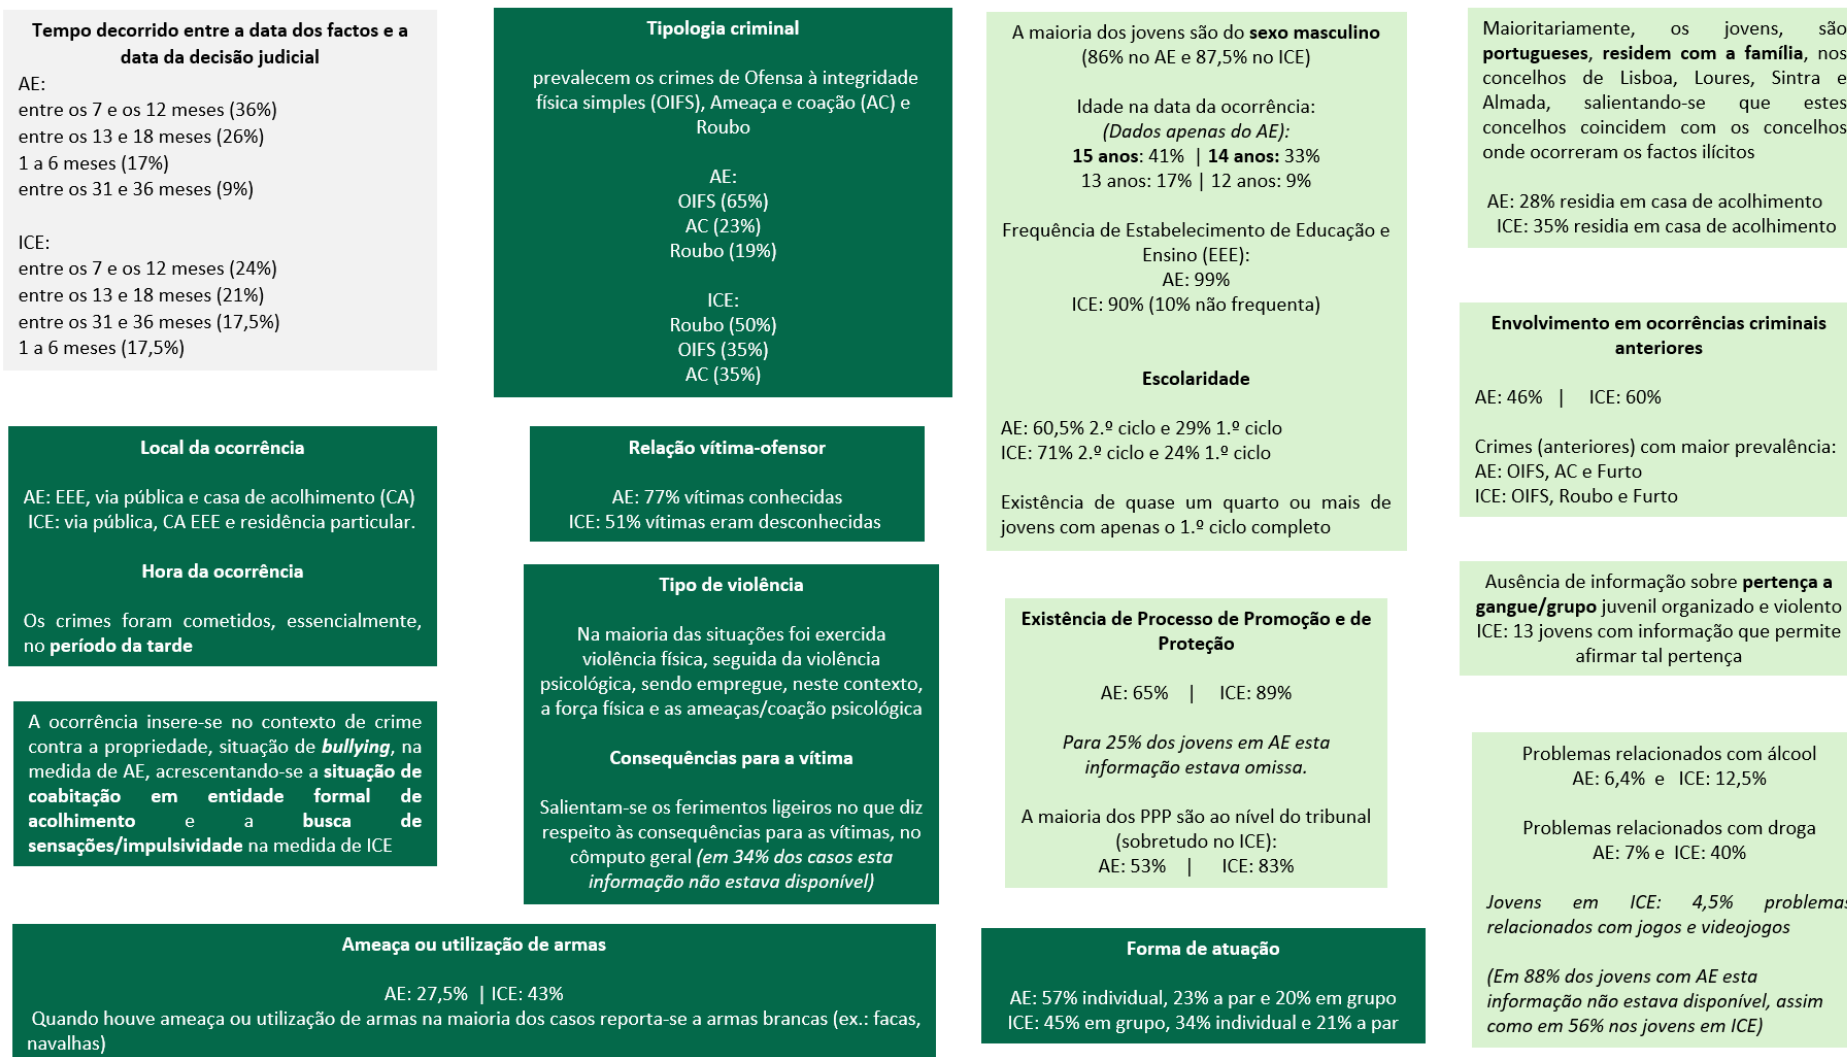 Tempo decorrido entre a data dos factos e a
data da decisão judicial
AE:
entre os 7 e os 12 meses (36%)
entre os 13 e 18 meses (26%)
1 a 6 meses (17%)
entre os 31 e 36 meses (9%)
ICE:
entre os 7 e os 12 meses (24%)
entre os 13 e 18 meses (21%)
entre os 31 e 36 meses (17,5%)
1 a 6 meses (17,5%)
Local da ocorrência
AE: EEE, via pública e casa de acolhimento (CA)
ICE: via pública, CA EEE e residência particular.
Hora da ocorrência
Os crimes foram cometidos, essencialmente,
no período da tarde
A ocorrência insere-se no contexto de crime
contra a propriedade, situação de bullying, na
medida de AE, acrescentando-se a situação de
coabitação em entidade formal de
acolhimento e a busca de
sensações/impulsividade na medida de ICE
Tipologia criminal
prevalecem os crimes de Ofensa à integridade
física simples (OIFS), Ameaça e coação (AC) e
Roubo
AE:
OIFS (65%)
AC (23%)
Roubo (19%)
ICE:
Roubo (50%)
OIFS (35%)
AC (35%)
Relação vítima-ofensor
AE: 77% vítimas conhecidas
ICE: 51% vítimas eram desconhecidas
Tipo de violência
Na maioria das situações foi exercida
violência física, seguida da violência
psicológica, sendo empregue, neste contexto,
a força física e as ameaças/coação psicológica
Consequências para a vítima
Salientam-se os ferimentos ligeiros no que diz
respeito às consequências para as vítimas, no
cômputo geral (em 34% dos casos esta
informação não estava disponível)
Ameaça ou utilização de armas
AE: 27,5% | ICE: 43%
Quando houve ameaça ou utilização de armas na maioria dos casos reporta-se a armas brancas (ex.: facas,
navalhas)
A maioria dos jovens são do sexo masculino
(86% no AE e 87,5% no ICE)
Idade na data da ocorrência:
(Dados apenas do AE):
15 anos: 41% | 14 anos: 33%
13 anos: 17% | 12 anos: 9%
Frequência de Estabelecimento de Educação e
Ensino (EEE):
AE: 99%
ICE: 90% (10% não frequenta)
Escolaridade
AE: 60,5% 2.º ciclo e 29% 1.º ciclo
ICE: 71% 2.º ciclo e 24% 1.º ciclo
Existência de quase um quarto ou mais de
jovens com apenas o 1.º ciclo completo
Existência de Processo de Promoção e de
Proteção
AE: 65% | ICE: 89%
Para 25% dos jovens em AE esta
informação estava omissa.
A maioria dos PPP são ao nível do tribunal
(sobretudo no ICE):
AE: 53% | ICE: 83%
Forma de atuação
AE: 57% individual, 23% a par e 20% em grupo
ICE: 45% em grupo, 34% individual e 21% a par
Maioritariamente, os jovens, são
portugueses, residem com a família, nos
concelhos de Lisboa, Loures, Sintra e
Almada, salientando-se que estes
concelhos coincidem com os concelhos
onde ocorreram os factos ilícitos
AE: 28% residia em casa de acolhimento
ICE: 35% residia em casa de acolhimento
Envolvimento em ocorrências criminais
anteriores
AE: 46% | ICE: 60%
Crimes (anteriores) com maior prevalência:
AE: OIFS, AC e Furto
ICE: OIFS, Roubo e Furto
Ausência de informação sobre pertença a
gangue/grupo juvenil organizado e violento
ICE: 13 jovens com informação que permite
afirmar tal pertença
Problemas relacionados com álcool
AE: 6,4% e ICE: 12,5%
Problemas relacionados com droga
AE: 7% e ICE: 40%
Jovens em ICE: 4,5% problemas
relacionados com jogos e videojogos
(Em 88% dos jovens com AE esta
informação não estava disponível, assim
como em 56% nos jovens em ICE)